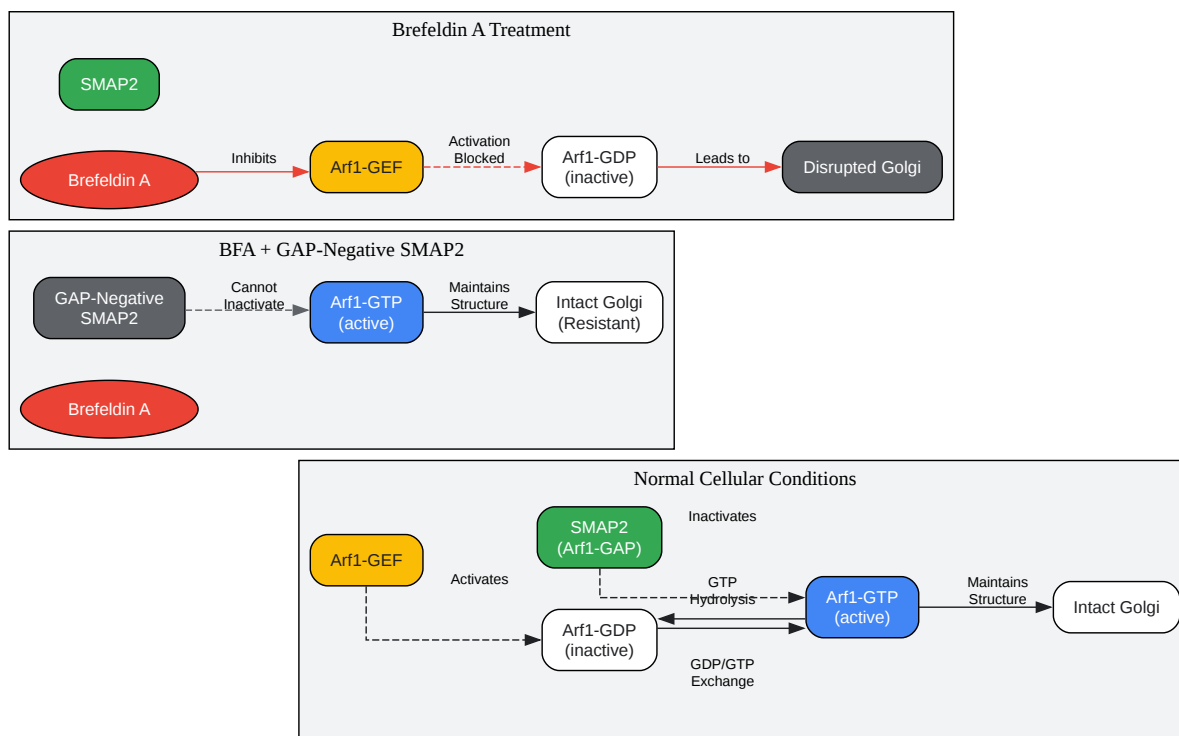 Brefeldin A Treatment
SMAP2
Brefeldin A
Inhibits
Arf1-GEF
Activation
Blocked
Arf1-GDP
(inactive)
Leads to
Disrupted Golgi
BFA + GAP-Negative SMAP2
GAP-Negative
SMAP2
Cannot
Inactivate
Arf1-GTP
(active)
Maintains
Structure
Intact Golgi
(Resistant)
Brefeldin A
Normal Cellular Conditions
Arf1-GEF
Activates
SMAP2
(Arf1-GAP)
Inactivates
Arf1-GDP
(inactive)
GTP
Hydrolysis
GDP/GTP
Exchange
Arf1-GTP
(active)
Maintains
Structure
Intact Golgi